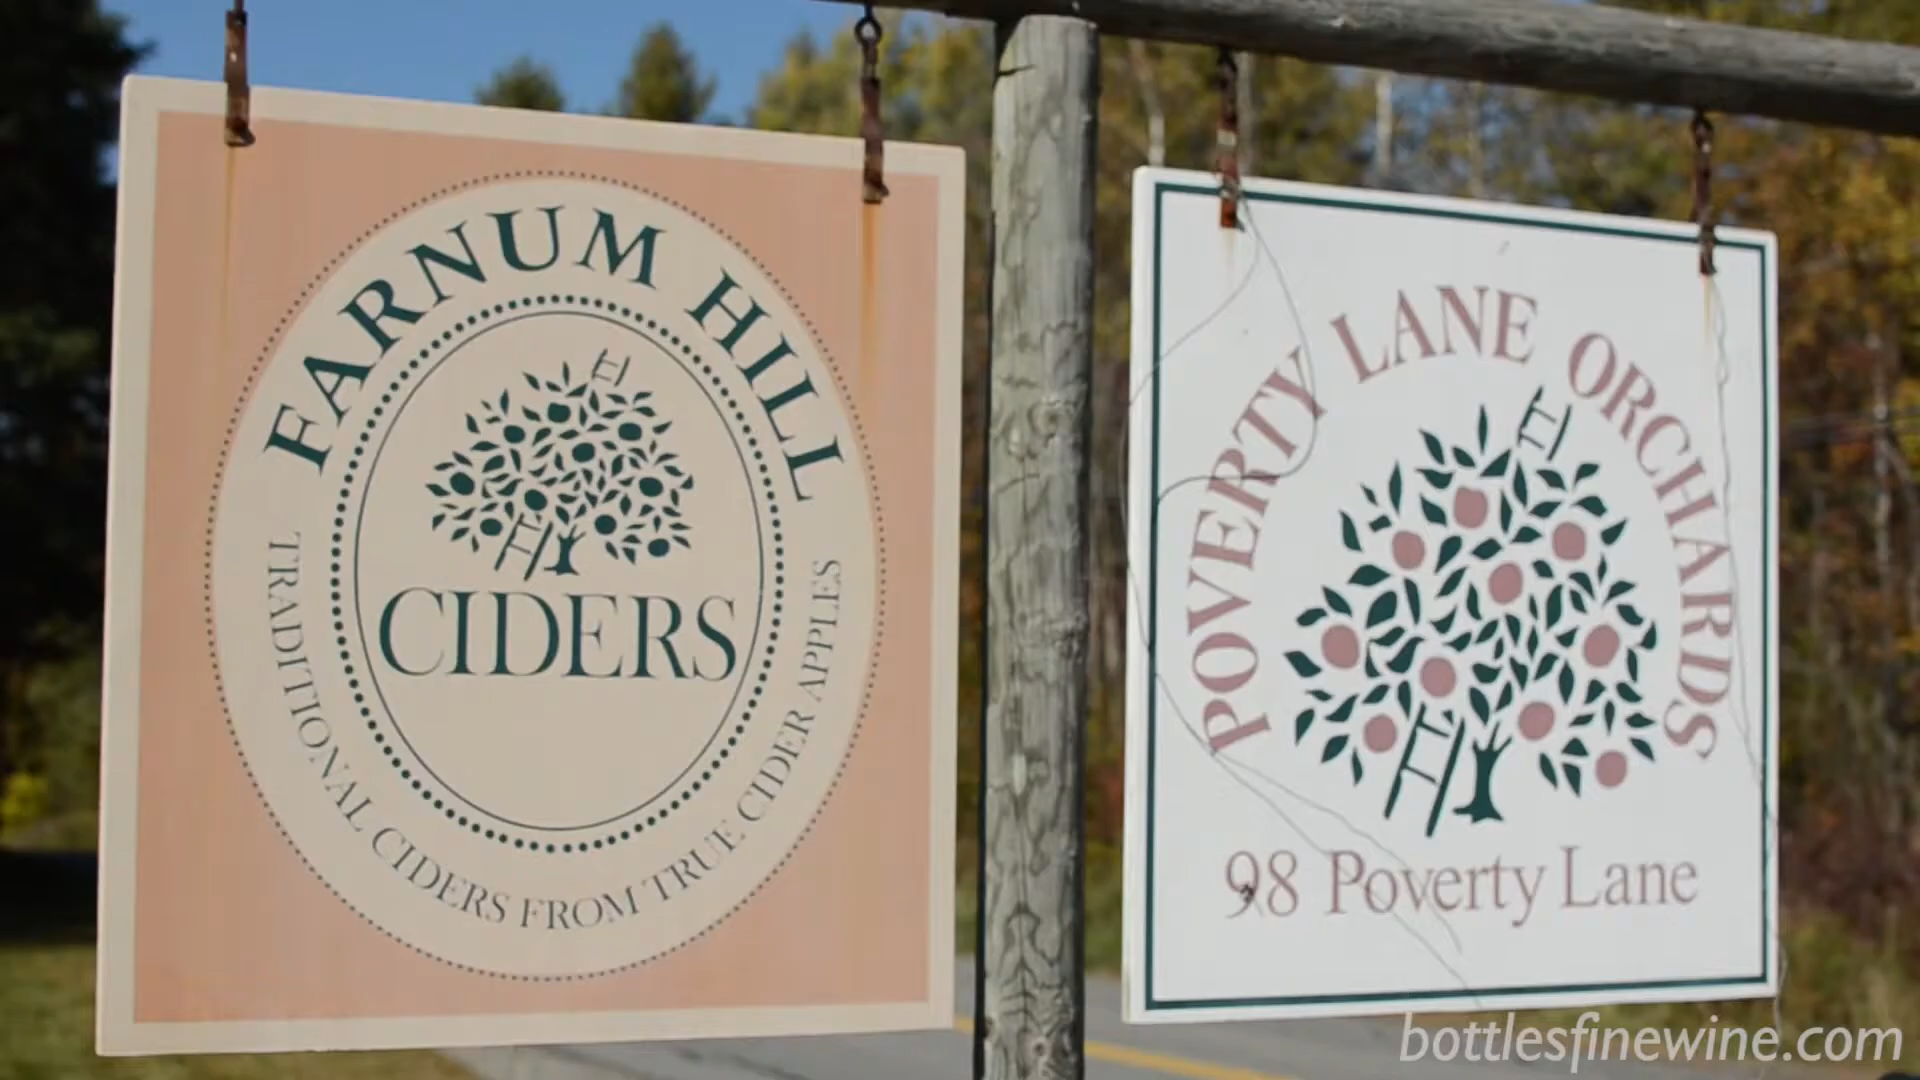 FARNUM HILL
CIDERS
TRADITIONAL CIDERS FROM TRUE CIDER APPLES
POVERTY LANE ORCHARDS
98 Poverty Lane
bottlesfinewine.com